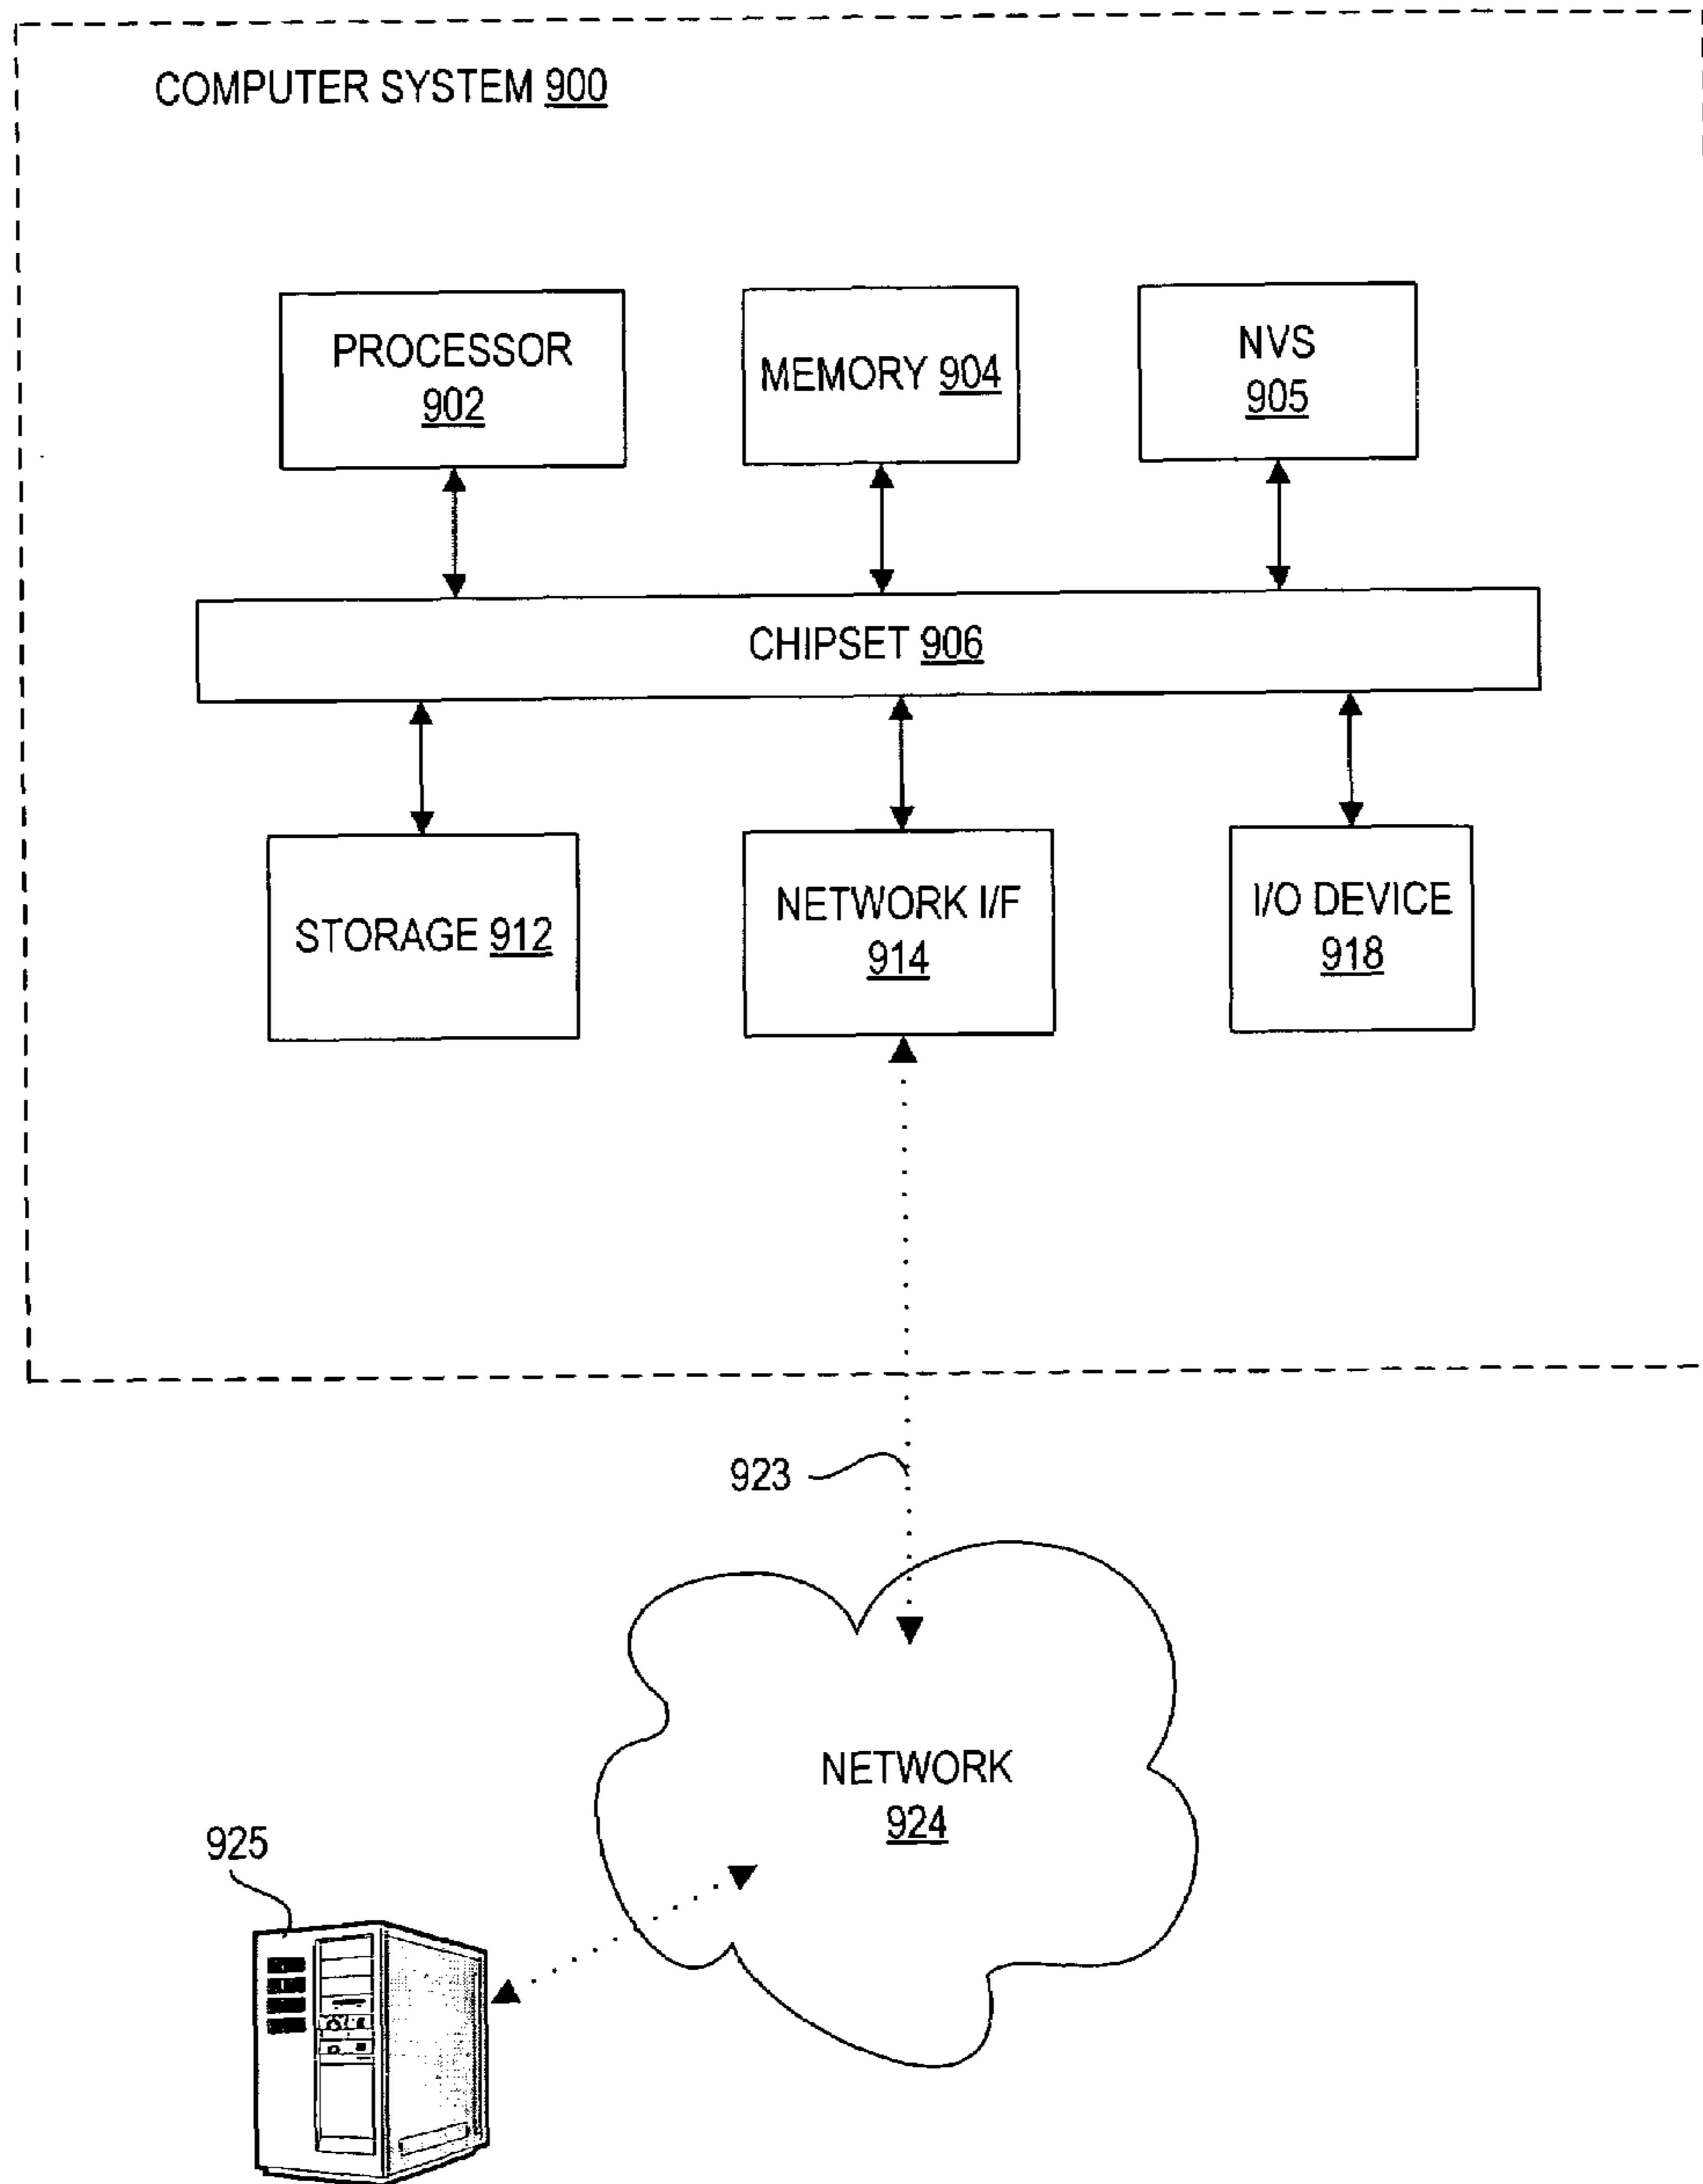 COMPUTER SYSTEM 900
PROCESSOR
902
MEMORY 904
NVS
905
CHIPSET 906
STORAGE 912
NETWORK I/F
914
I/O DEVICE
918
923
NETWORK
924
925